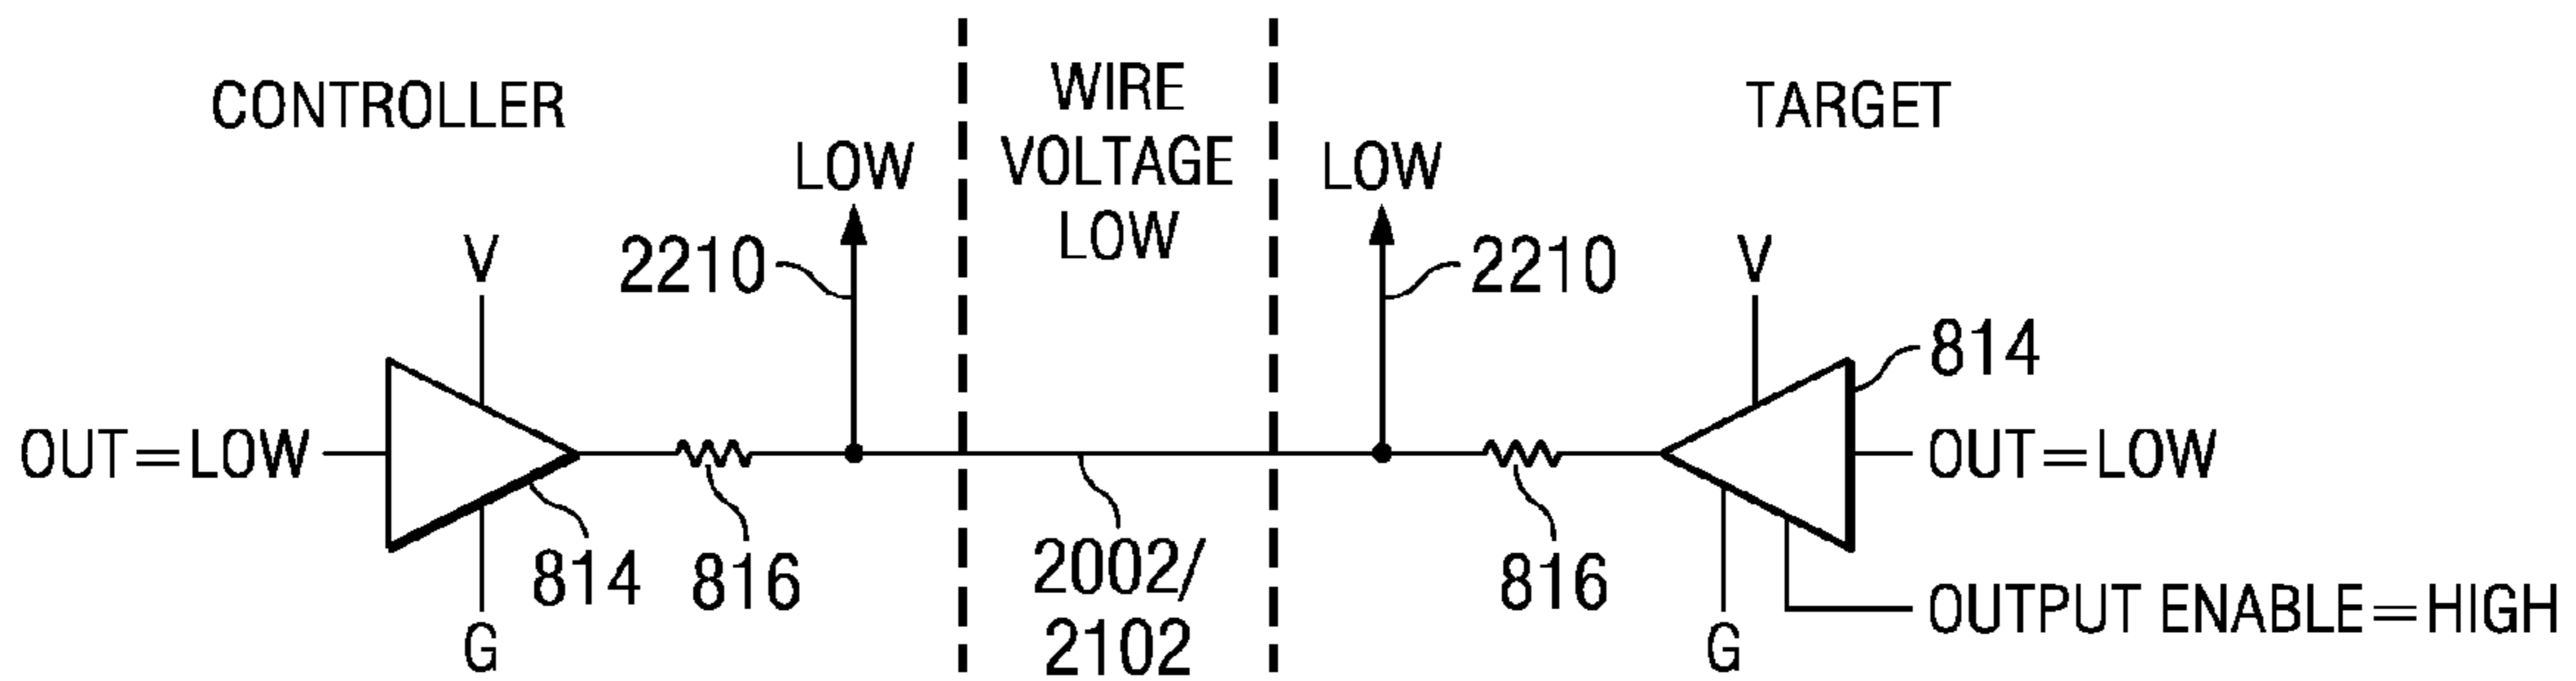 CONTROLLER
WIRE
VOLTAGE
LOW
TARGET
LOW
LOW
V
2210
2210
V
814
OUT=LOW
OUT=LOW
814
816
2002/
2102
816
OUTPUT ENABLE=HIGH
G
G